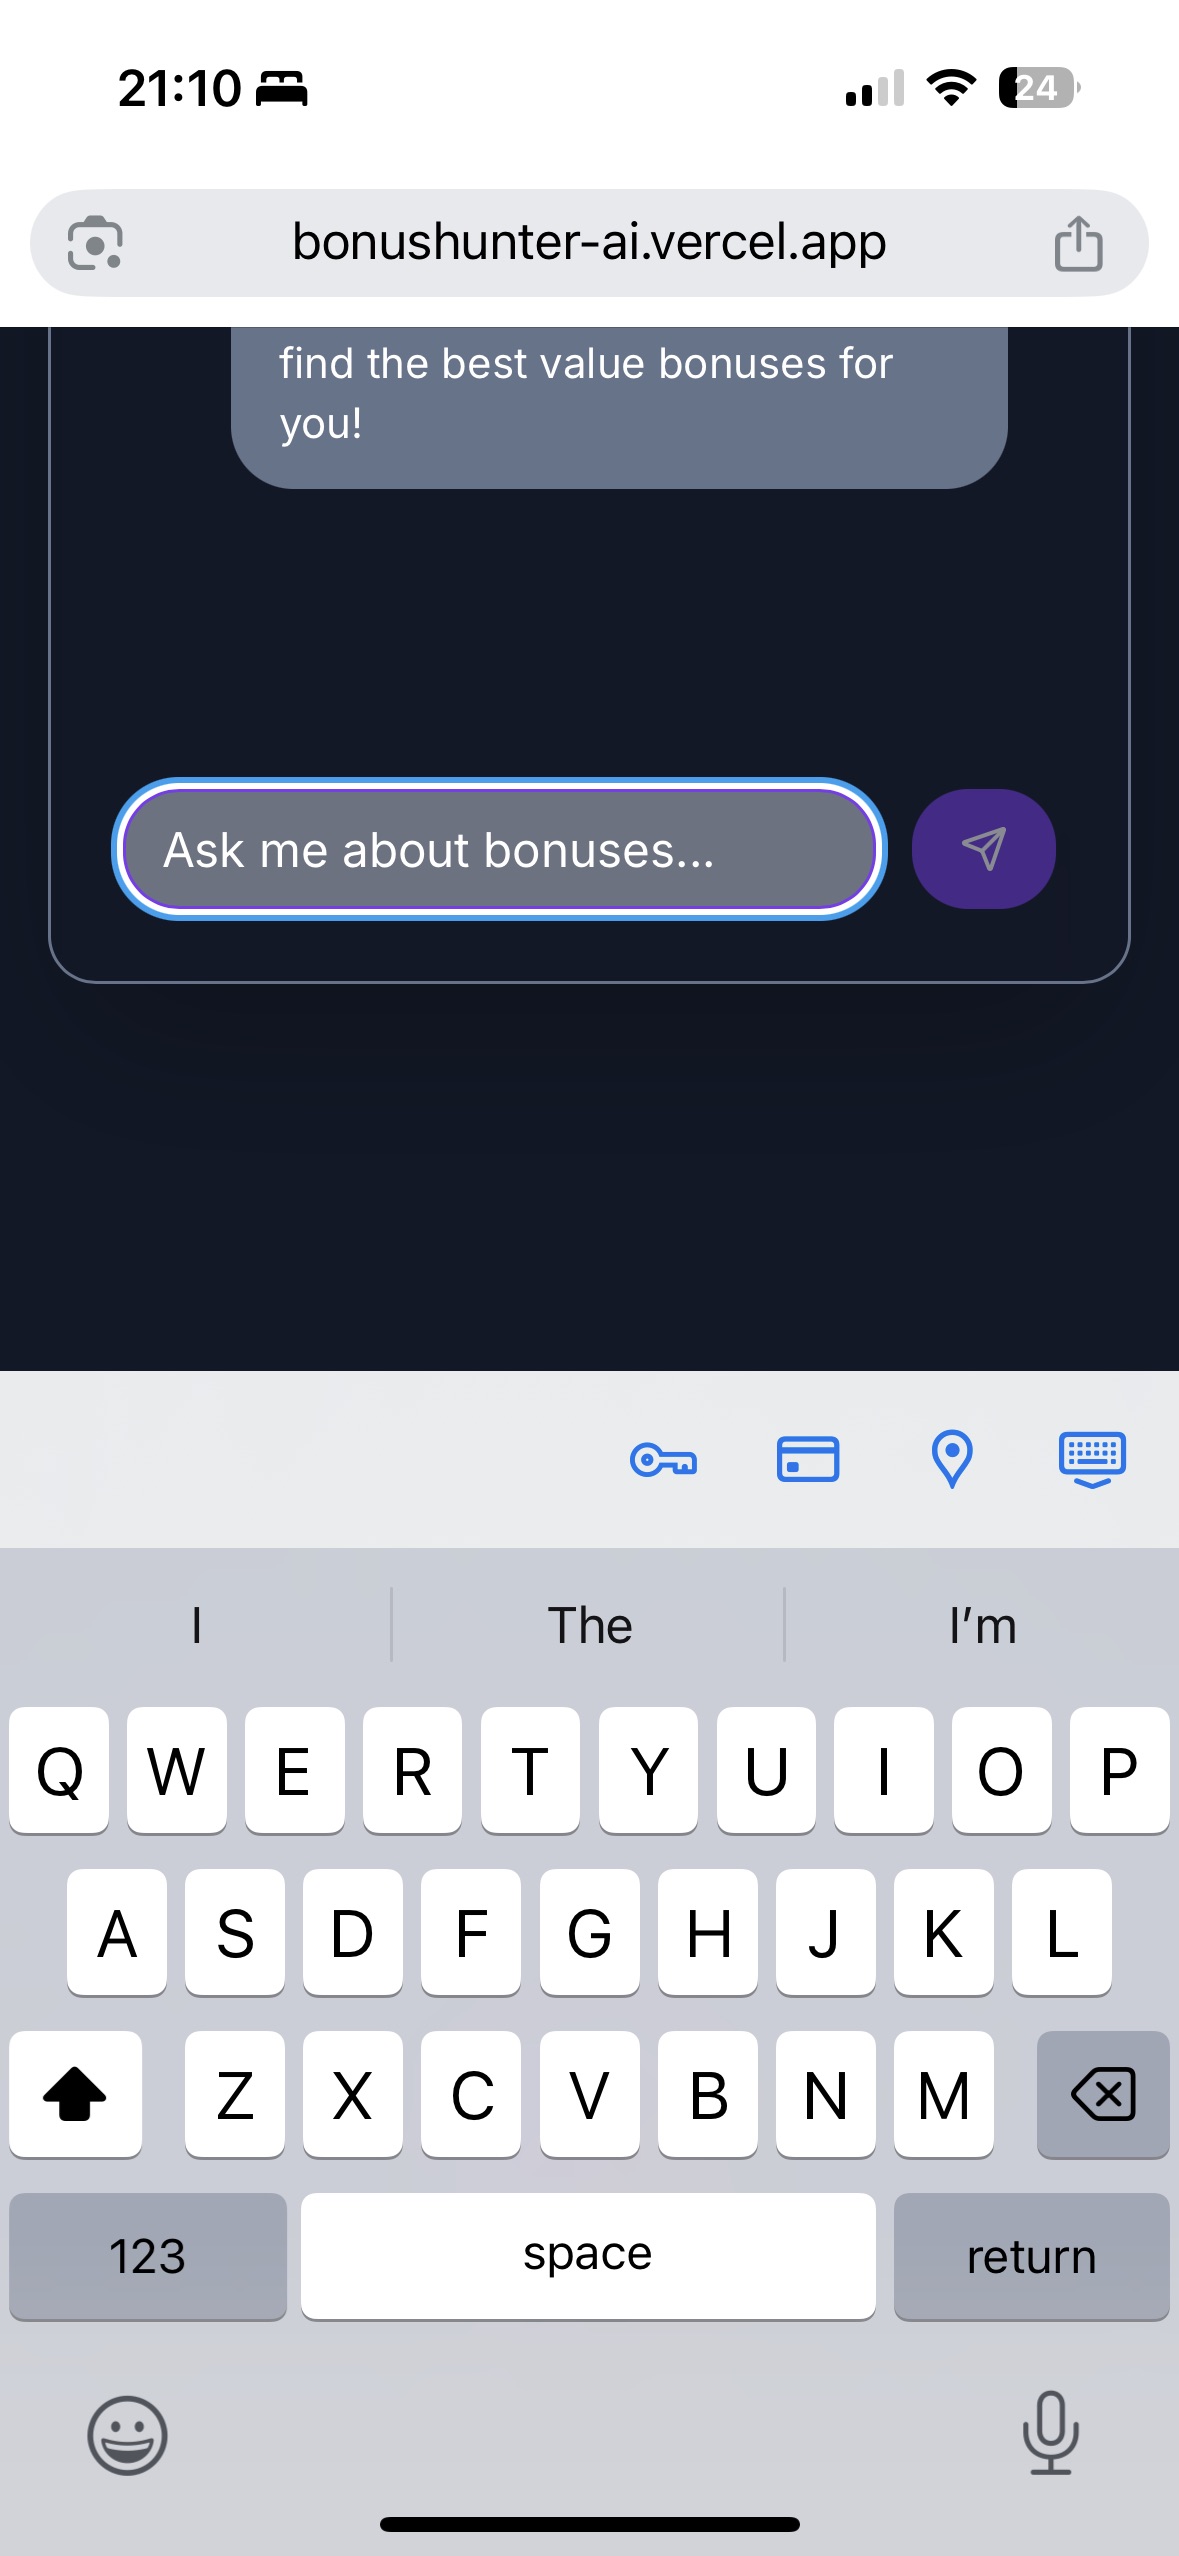 21:10
24
bonushunter-ai.vercel.app
find the best value bonuses for
you!
Ask me about bonuses...
I The I'm
Q W E R T Y U I O P
A S D F G H J K L
Z X C V B N M
123 space return